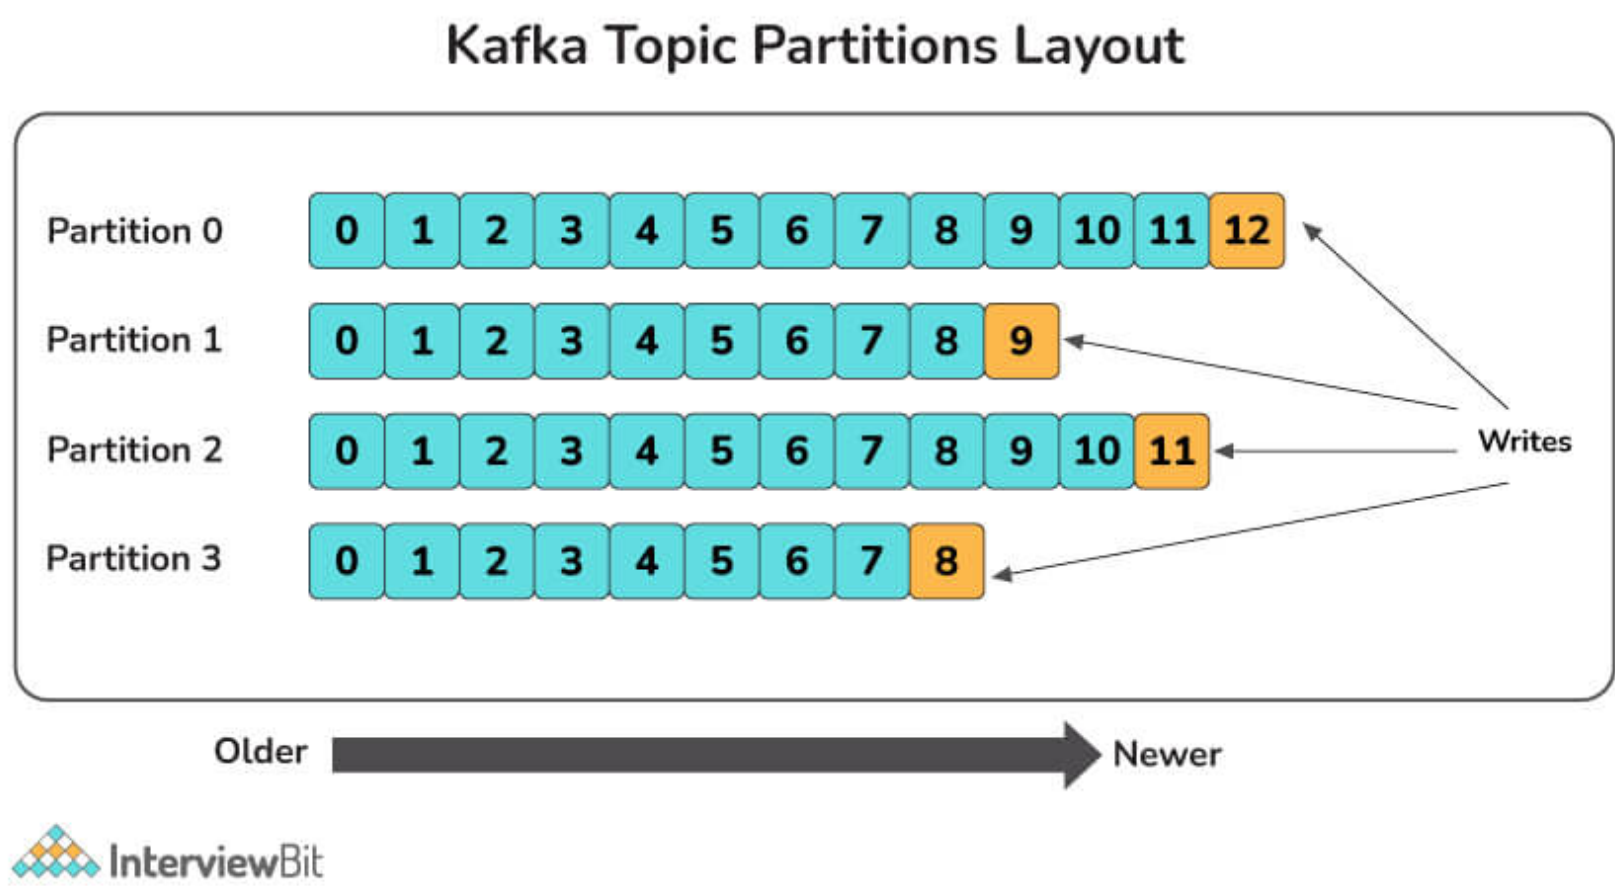 Kafka Topic Partitions Layout
Partition 0 0 1 2 3 4 5 6 7 8 9 10 11 12
Partition 1 0 1 2 3 4 5 6 7 8 9
Partition 2 0 1 2 3 4 5 6 7 8 9 10 11
Writes
Partition 3 0 1 2 3 4 5 6 7 8
Older Newer
InterviewBit